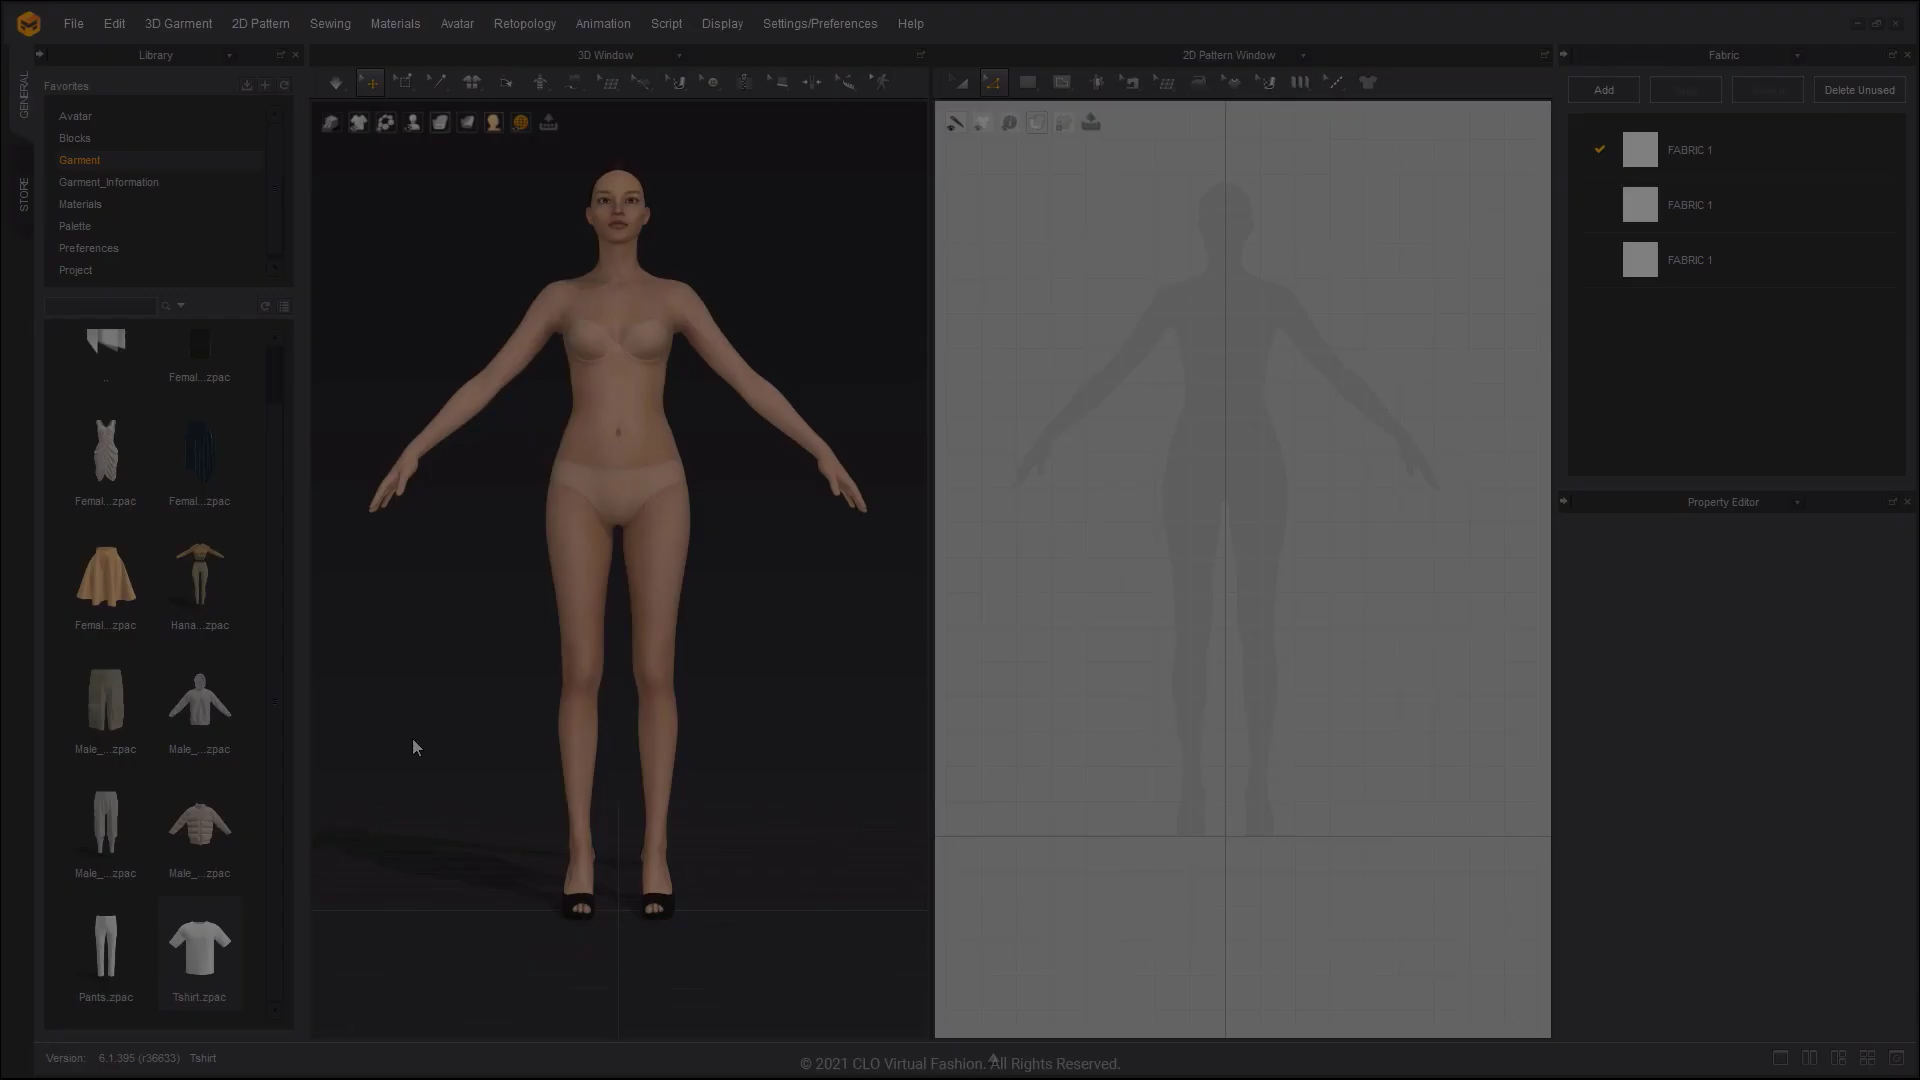 File Edit 3D Garment 2D Pattern Sewing Materials Avatar Retopology Animation Script Display Settings/Preferences Help
Library 3D Window 2D Pattern Window Fabric
GENERAL
STORE
Favorites
Avatar
Blocks
Garment
Garment_Information
Materials
Palette
Preferences
Project
.. Femal...zpac
Femal...zpac Femal...zpac
Femal...zpac Hana...zpac
Male_...zpac Male_...zpac
Male_...zpac Male_...zpac
Pants.zpac Tshirt.zpac
Add Delete Unused
FABRIC 1
FABRIC 1
FABRIC 1
Property Editor
Version: 6.1.395 (r36633) Tshirt
© 2021 CLO Virtual Fashion. All Rights Reserved.